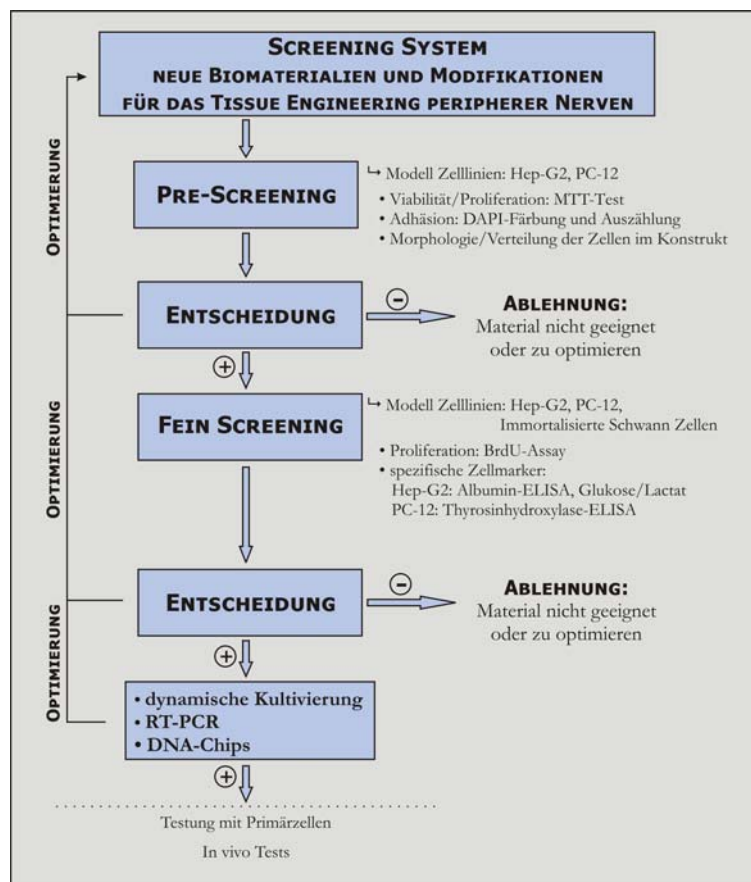 SCREENING SYSTEM
NEUE BIOMATERIALIEN UND MODIFIKATIONEN
FÜR DAS TISSUE ENGINEERING PERIPHERER NERVEN
OPTIMIERUNG
PRE-SCREENING
↳ Modell Zelllinien: Hep-G2, PC-12
• Viabilität/Proliferation: MTT-Test
• Adhäsion: DAPI-Färbung und Auszählung
• Morphologie/Verteilung der Zellen im Konstrukt
ENTSCHEIDUNG
−
ABLEHNUNG:
Material nicht geeignet
oder zu optimieren
+
OPTIMIERUNG
FEIN SCREENING
↳ Modell Zelllinien: Hep-G2, PC-12,
Immortalisierte Schwann Zellen
• Proliferation: BrdU-Assay
• spezifische Zellmarker:
Hep-G2: Albumin-ELISA, Glukose/Lactat
PC-12: Thyrosinhydroxylase-ELISA
ENTSCHEIDUNG
−
ABLEHNUNG:
Material nicht geeignet
oder zu optimieren
+
OPTIMIERUNG
• dynamische Kultivierung
• RT-PCR
• DNA-Chips
+
Testung mit Primärzellen
In vivo Tests